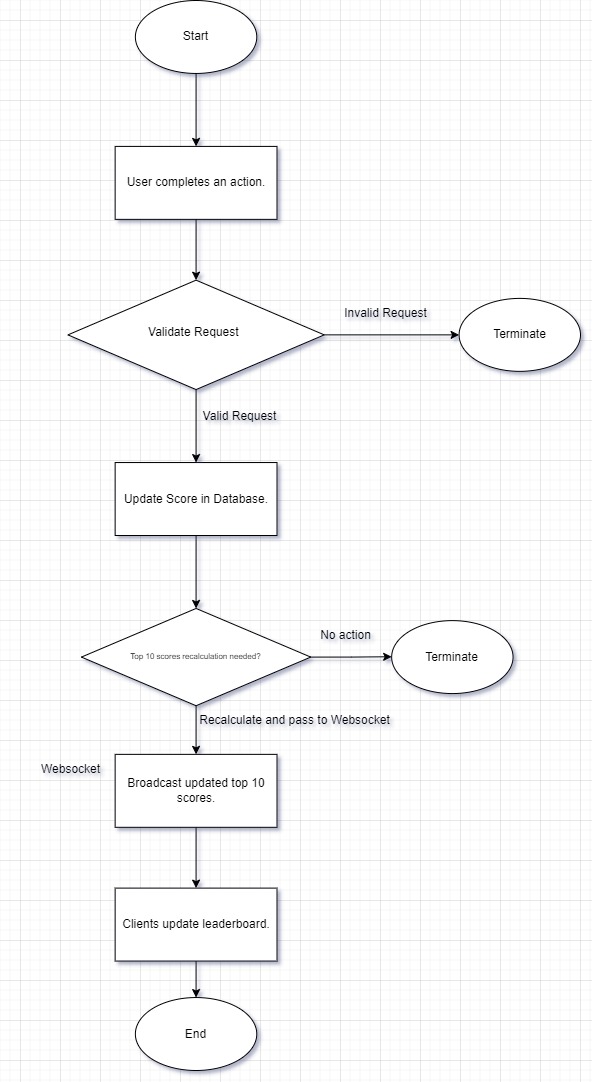 Start
User completes an action.
Validate Request
Invalid Request
Terminate
Valid Request
Update Score in Database.
Top 10 scores recalculation needed?
No action
Terminate
Recalculate and pass to Websocket
Websocket
Broadcast updated top 10
scores.
Clients update leaderboard.
End